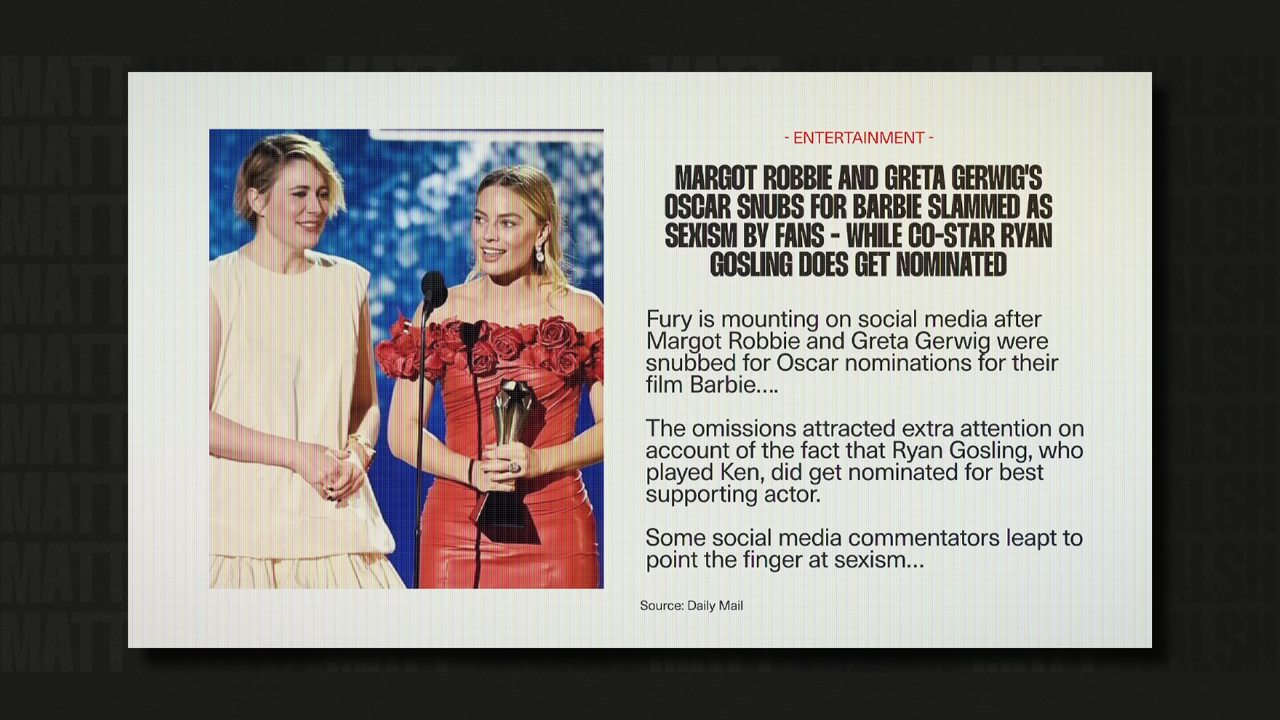 - ENTERTAINMENT -
MARGOT ROBBIE AND GRETA GERWIG'S
OSCAR SNUBS FOR BARBIE SLAMMED AS
SEXISM BY FANS - WHILE CO-STAR RYAN
GOSLING DOES GET NOMINATED
Fury is mounting on social media after
Margot Robbie and Greta Gerwig were
snubbed for Oscar nominations for their
film Barbie....
The omissions attracted extra attention on
account of the fact that Ryan Gosling, who
played Ken, did get nominated for best
supporting actor.
Some social media commentators leapt to
point the finger at sexism...
Source: Daily Mail